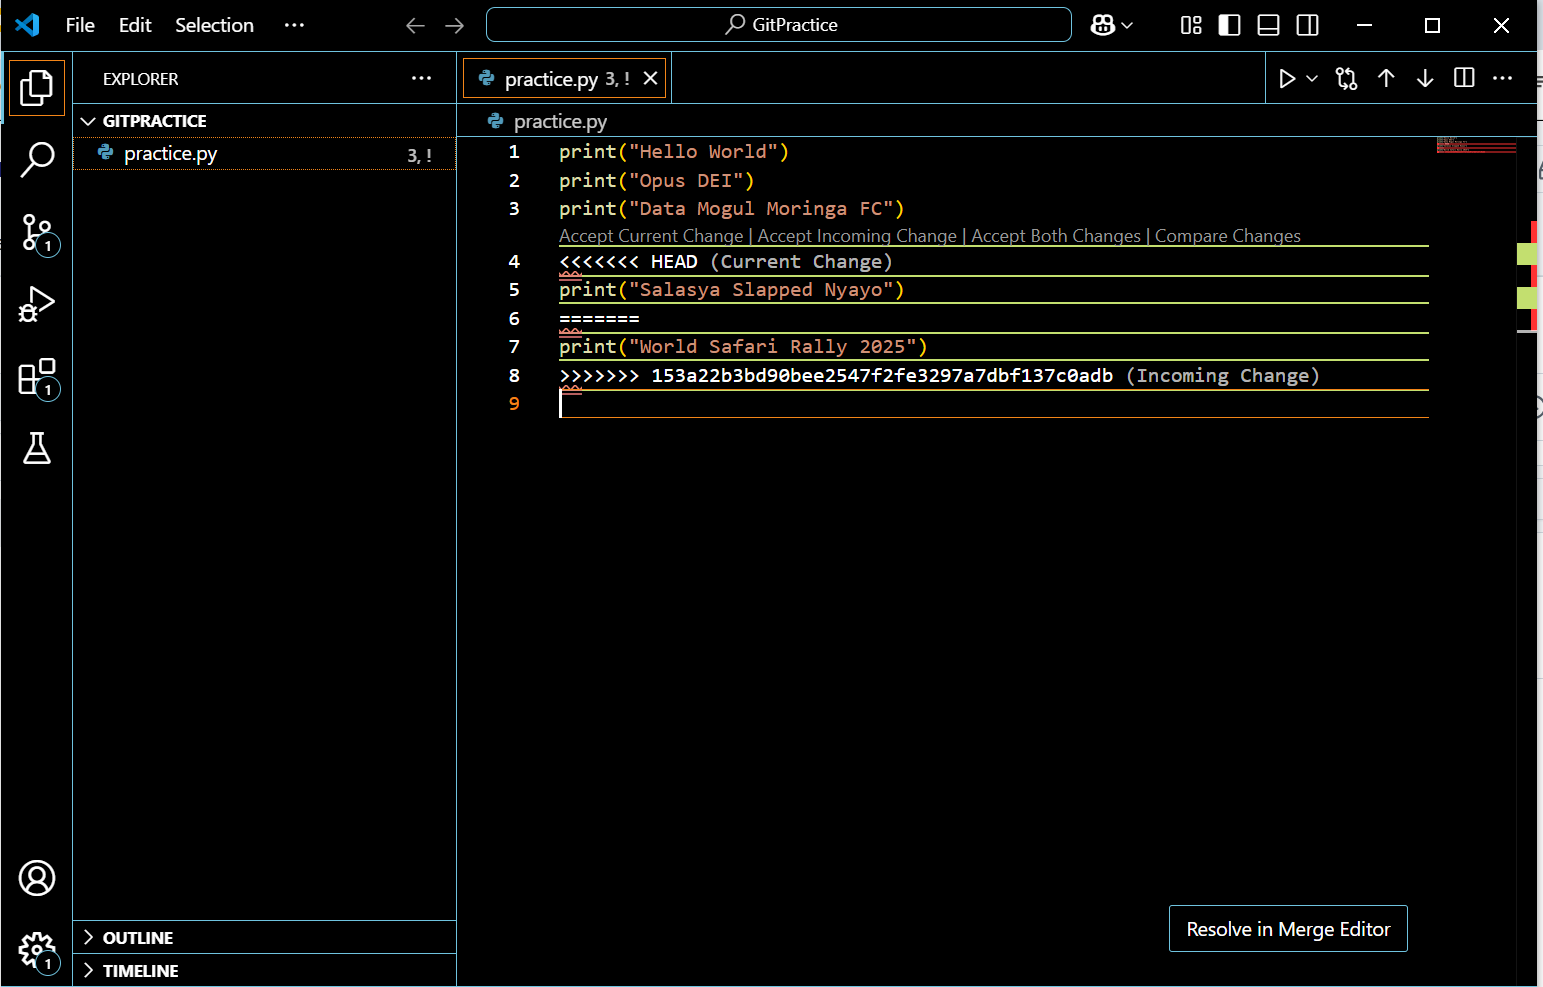 File Edit Selection ··· GitPractice
EXPLORER ···
practice.py 3, !
GITPRACTICE
practice.py 3, !
practice.py
1 print("Hello World")
2 print("Opus DEI")
3 print("Data Mogul Moringa FC")
Accept Current Change | Accept Incoming Change | Accept Both Changes | Compare Changes
4 <<<<<<< HEAD (Current Change)
5 print("Salasya Slapped Nyayo")
6 =======
7 print("World Safari Rally 2025")
8 >>>>>>> 153a22b3bd90bee2547f2fe3297a7dbf137c0adb (Incoming Change)
9
1
1
1
Resolve in Merge Editor
OUTLINE
TIMELINE